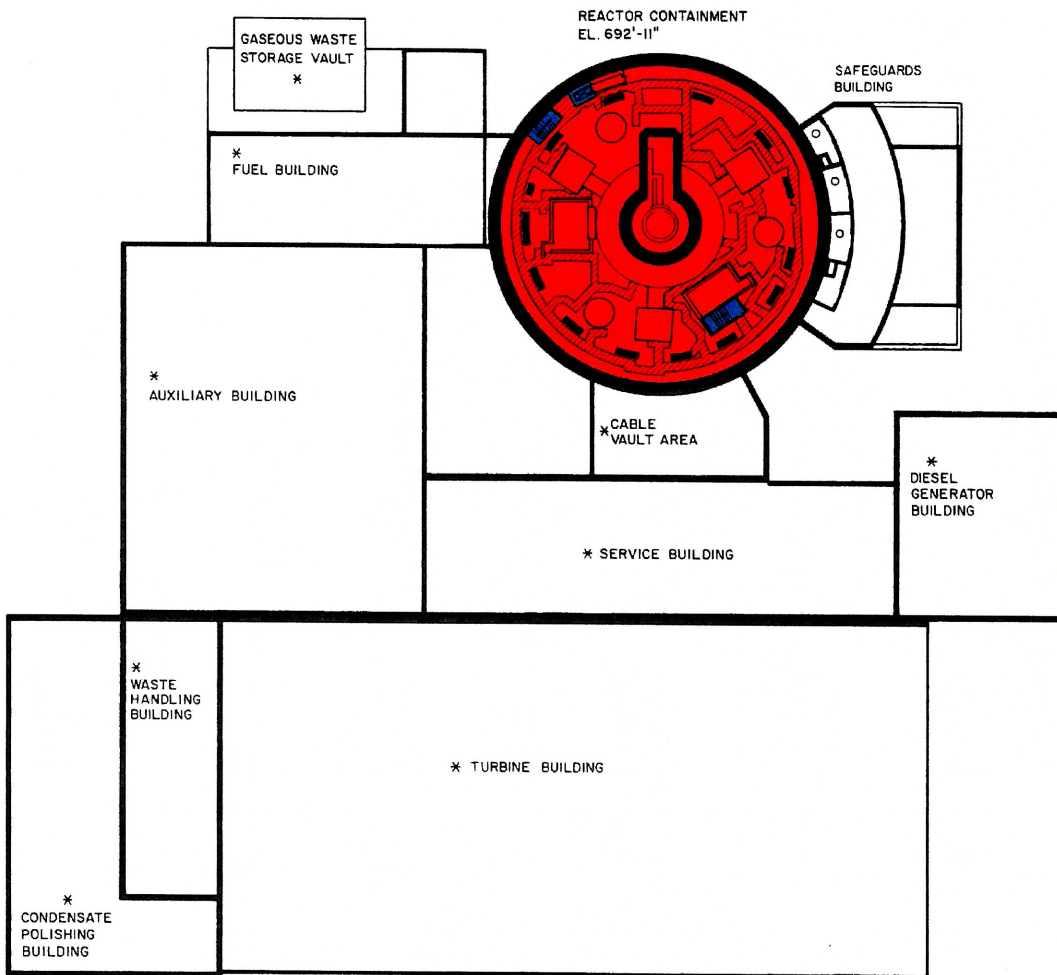 REACTOR CONTAINMENT
EL. 692'-11"
GASEOUS WASTE
STORAGE VAULT
*
SAFEGUARDS
BUILDING
*
FUEL BUILDING
*
AUXILIARY BUILDING
*CABLE
VAULT AREA
*
DIESEL
GENERATOR
BUILDING
* SERVICE BUILDING
*
WASTE
HANDLING
BUILDING
* TURBINE BUILDING
*
CONDENSATE
POLISHING
BUILDING